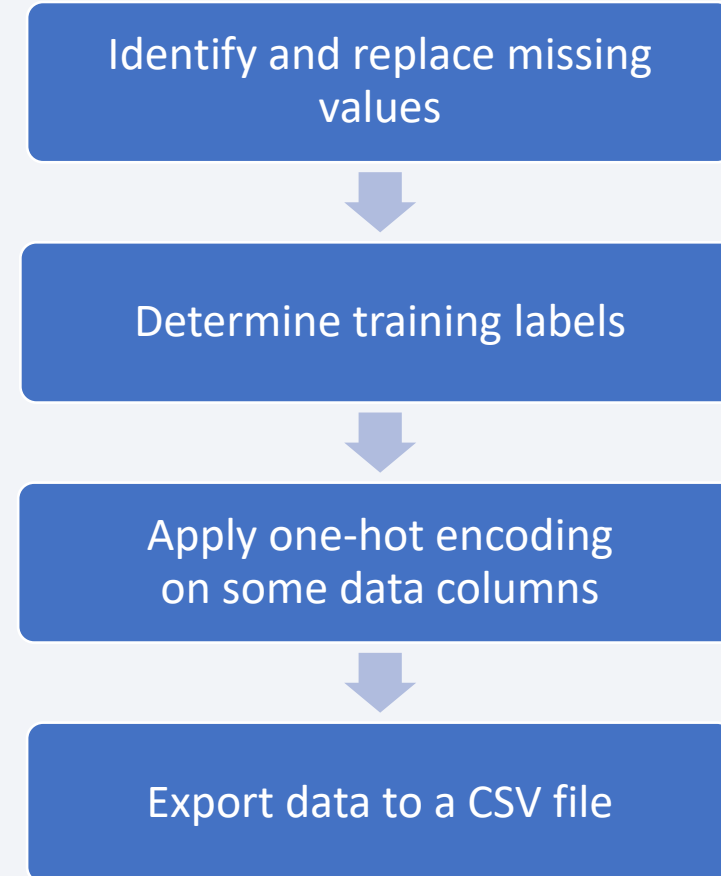 Identify and replace missing
values
Determine training labels
Apply one-hot encoding
on some data columns
Export data to a CSV file